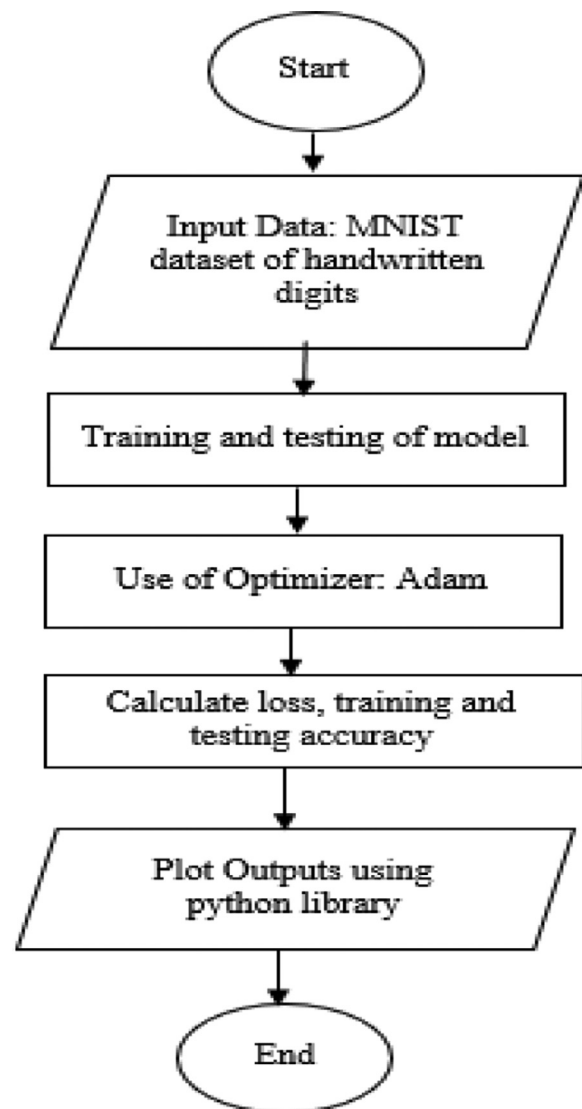 Start
Input Data: MNIST
dataset of handwritten
digits
Training and testing of model
Use of Optimizer: Adam
Calculate loss, training and
testing accuracy
Plot Outputs using
python library
End